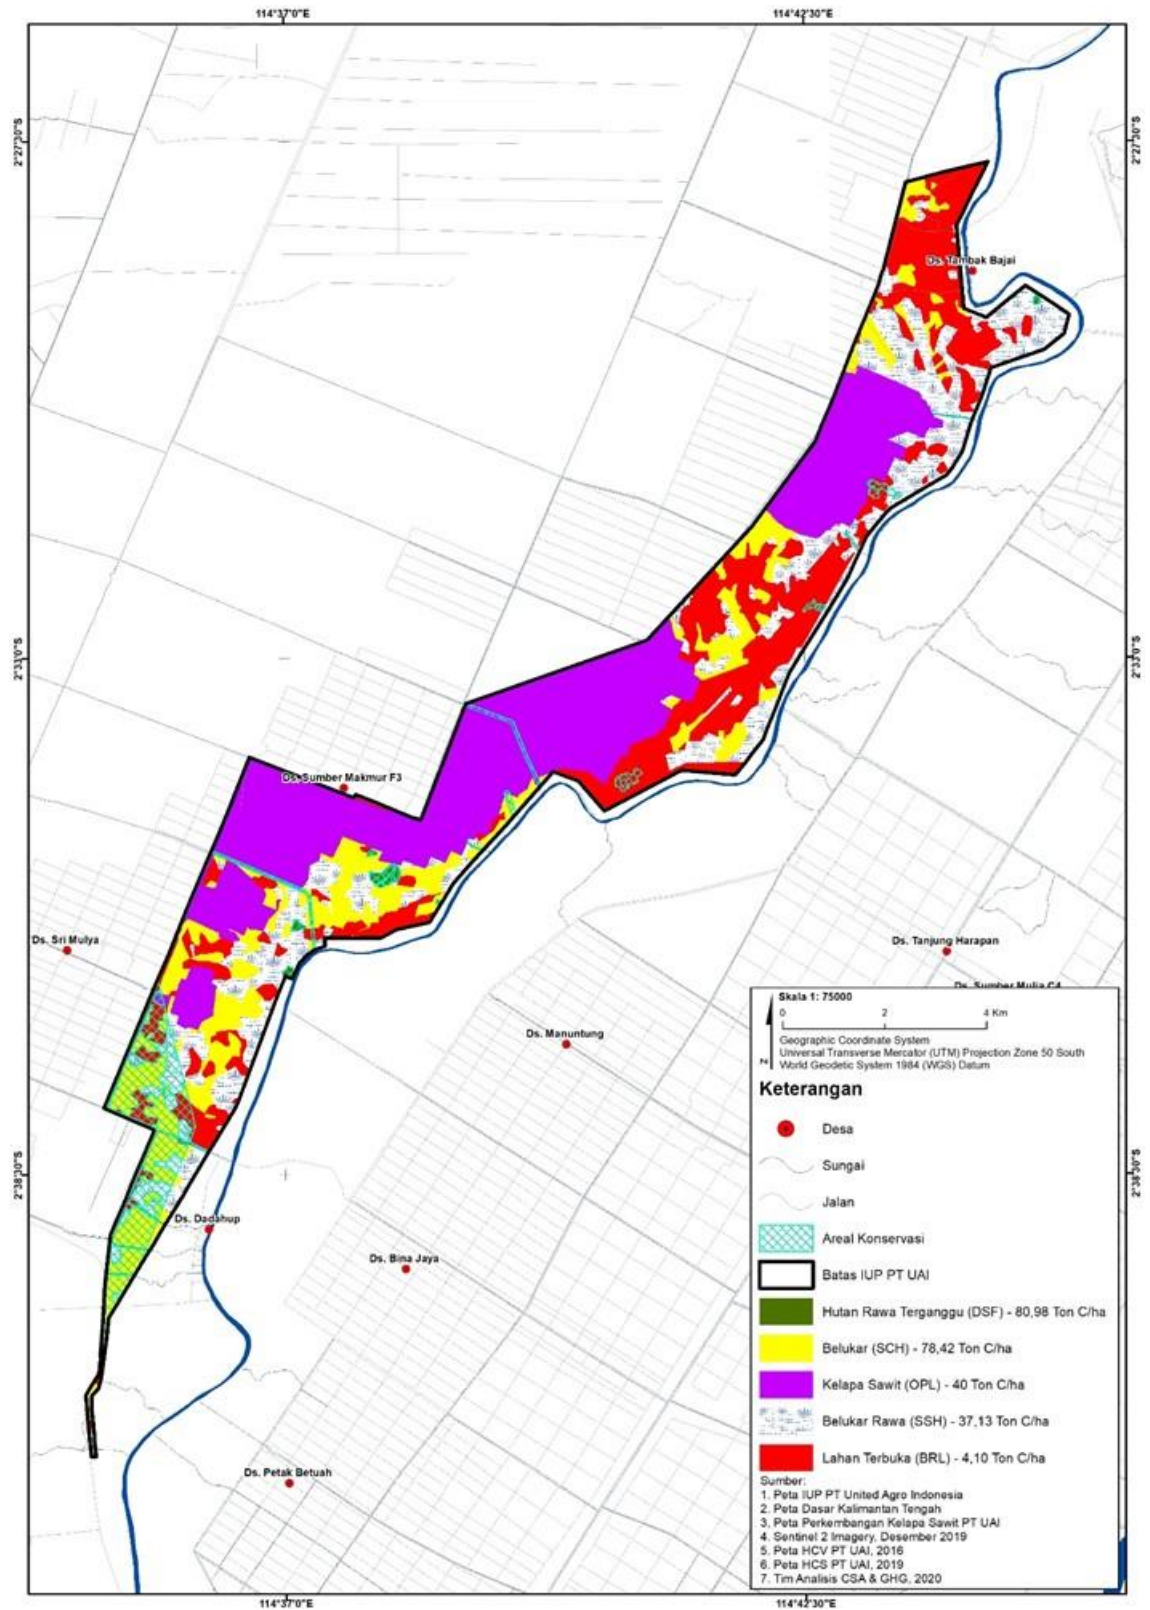 114°37'0"E
114°42'30"E
2°27'30"S
2°27'30"S
Ds. Tambak Bajai
2°33'0"S
2°33'0"S
Ds. Sumber Makmur F3
Ds. Sri Mulya
Ds. Tanjung Harapan
Ds. Sumber Mulia C4
Ds. Manuntung
2°38'30"S
2°38'30"S
Ds. Dadahup
Ds. Bina Jaya
Ds. Petak Betuah
Skala 1: 75000
0 2 4 Km
N
Geographic Coordinate System
Universal Transverse Mercator (UTM) Projection Zone 50 South
World Geodetic System 1984 (WGS) Datum
Keterangan
Desa
Sungai
Jalan
Areal Konservasi
Batas IUP PT UAI
Hutan Rawa Terganggu (DSF) - 80,98 Ton C/ha
Belukar (SCH) - 78,42 Ton C/ha
Kelapa Sawit (OPL) - 40 Ton C/ha
Belukar Rawa (SSH) - 37,13 Ton C/ha
Lahan Terbuka (BRL) - 4,10 Ton C/ha
Sumber:
1. Peta IUP PT United Agro Indonesia
2. Peta Dasar Kalimantan Tengah
3. Peta Perkembangan Kelapa Sawit PT UAI
4. Sentinel 2 Imagery, Desember 2019
5. Peta HCV PT UAI, 2016
6. Peta HCS PT UAI, 2019
7. Tim Analisis CSA & GHG, 2020
114°37'0"E
114°42'30"E